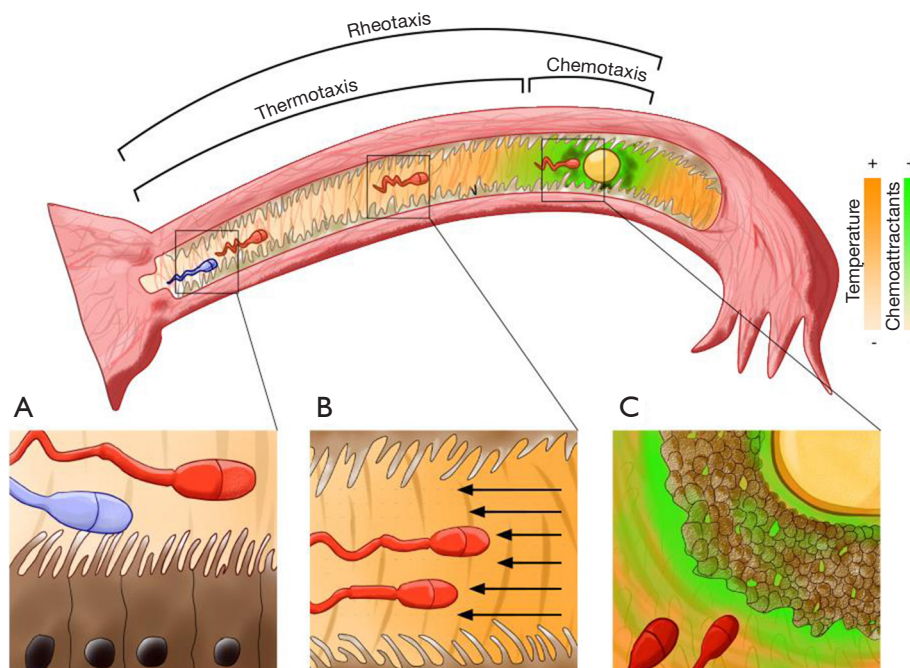 Rheotaxis
Chemotaxis
Thermotaxis
+ +
Temperature
Chemoattractants
- -
A B C